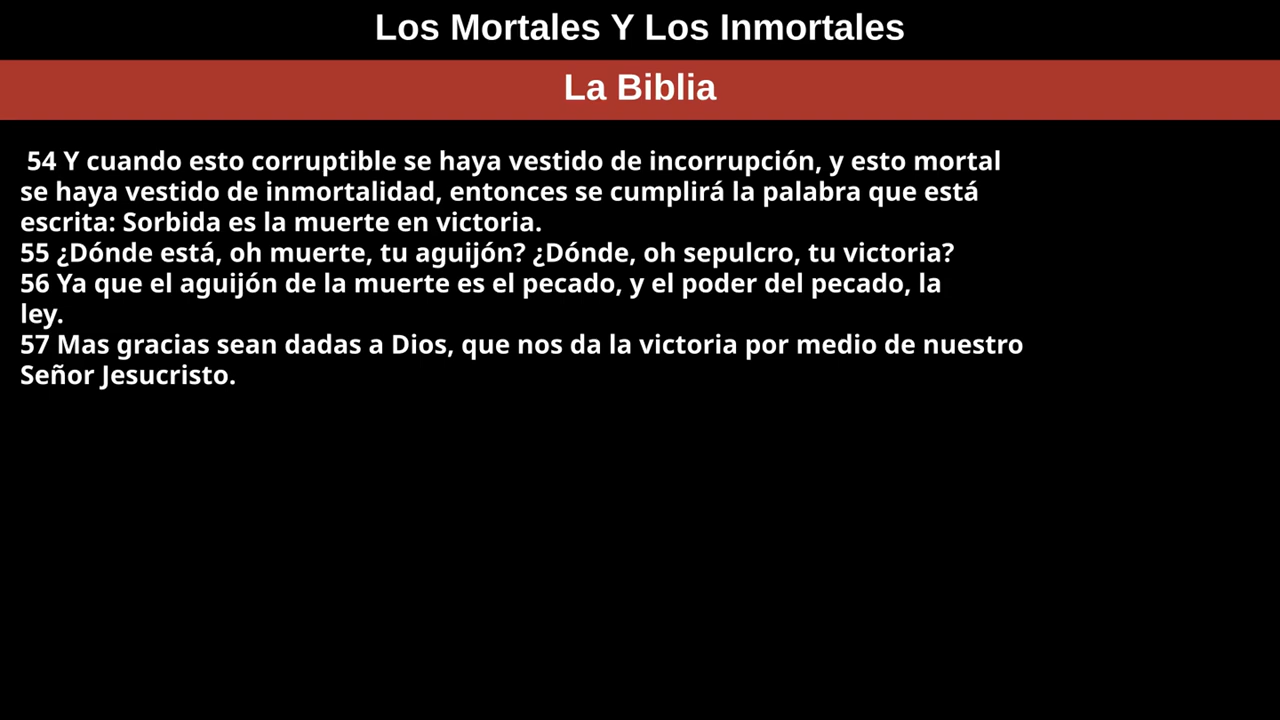 Los Mortales Y Los Inmortales
La Biblia
54 Y cuando esto corruptible se haya vestido de incorrupción, y esto mortal
se haya vestido de inmortalidad, entonces se cumplirá la palabra que está
escrita: Sorbida es la muerte en victoria.
55 ¿Dónde está, oh muerte, tu aguijón? ¿Dónde, oh sepulcro, tu victoria?
56 Ya que el aguijón de la muerte es el pecado, y el poder del pecado, la
ley.
57 Mas gracias sean dadas a Dios, que nos da la victoria por medio de nuestro
Señor Jesucristo.